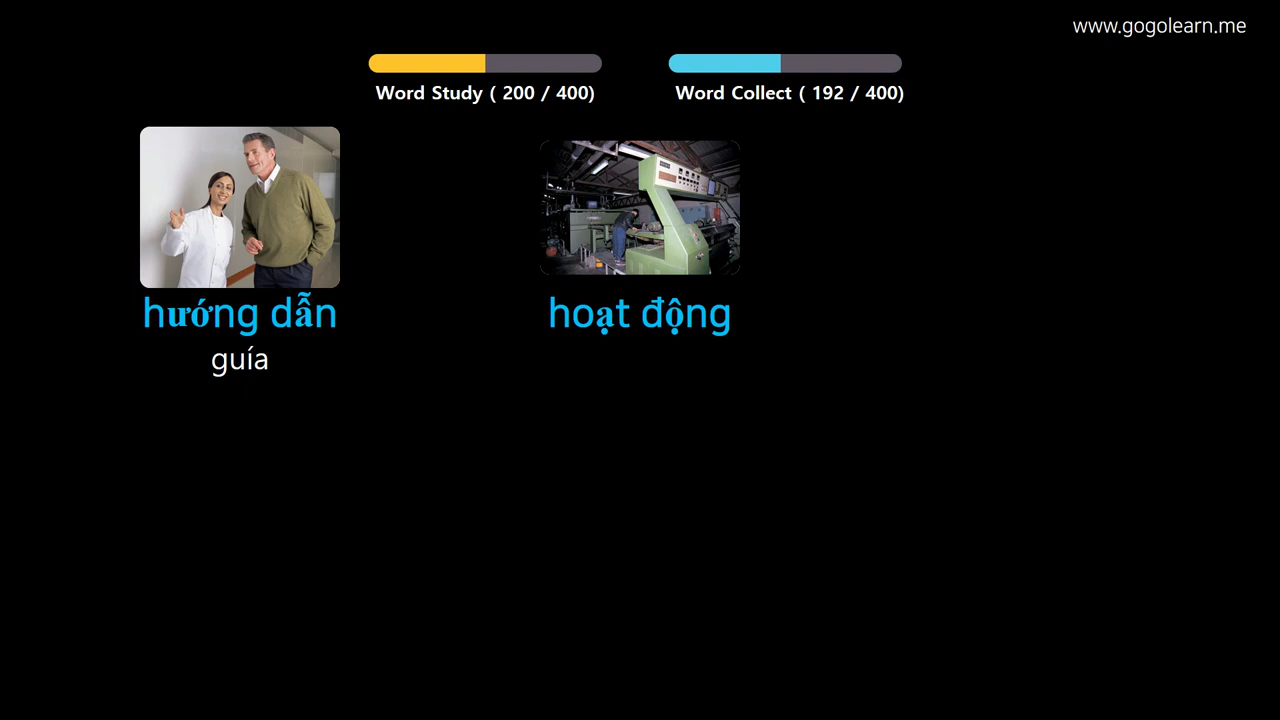 www.gogolearn.me
Word Study ( 200 / 400)
Word Collect ( 192 / 400)
hướng dẫn
guía
hoạt động